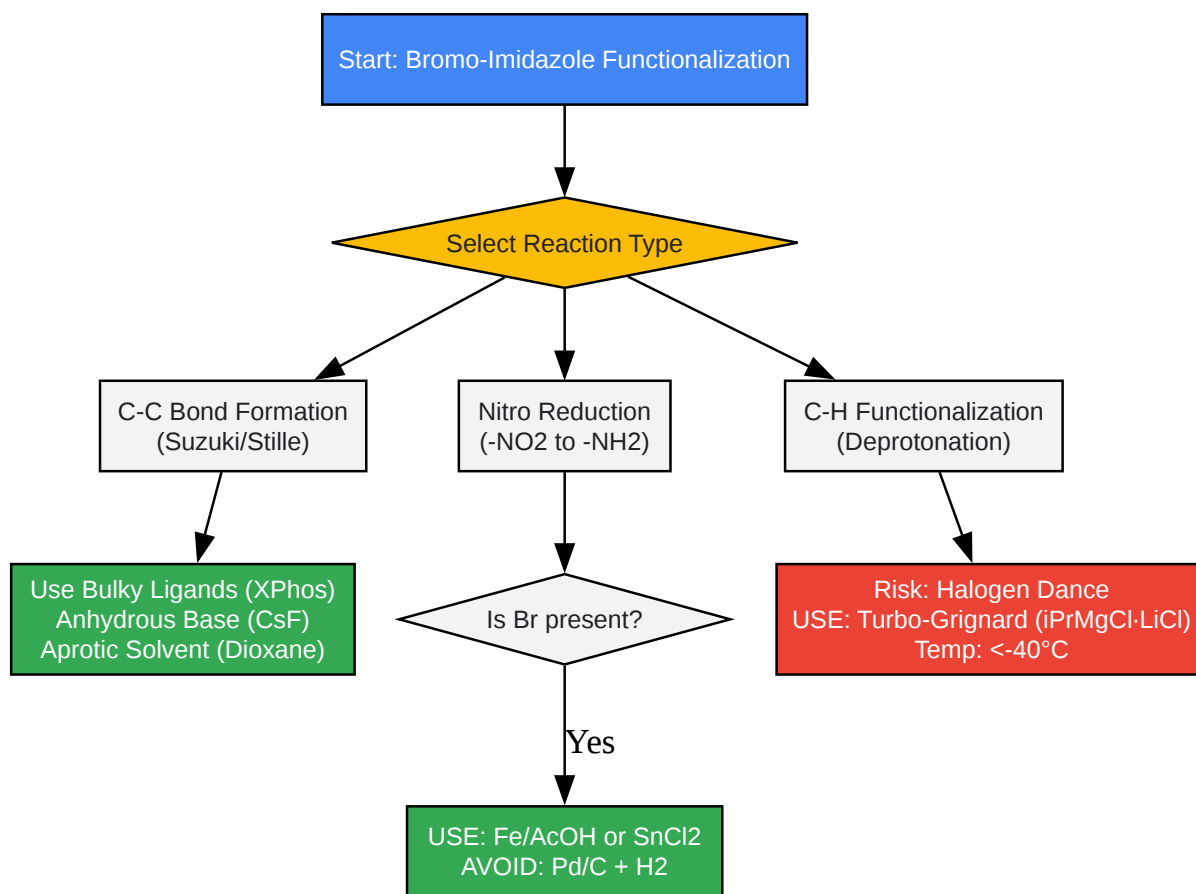 Start: Bromo-Imidazole Functionalization
Select Reaction Type
C-C Bond Formation
(Suzuki/Stille)
Nitro Reduction
(-NO2 to -NH2)
C-H Functionalization
(Deprotonation)
Use Bulky Ligands (XPhos)
Anhydrous Base (CsF)
Aprotic Solvent (Dioxane)
Is Br present?
Risk: Halogen Dance
USE: Turbo-Grignard (iPrMgCl·LiCl)
Temp: <-40°C
Yes
USE: Fe/AcOH or SnCl2
AVOID: Pd/C + H2